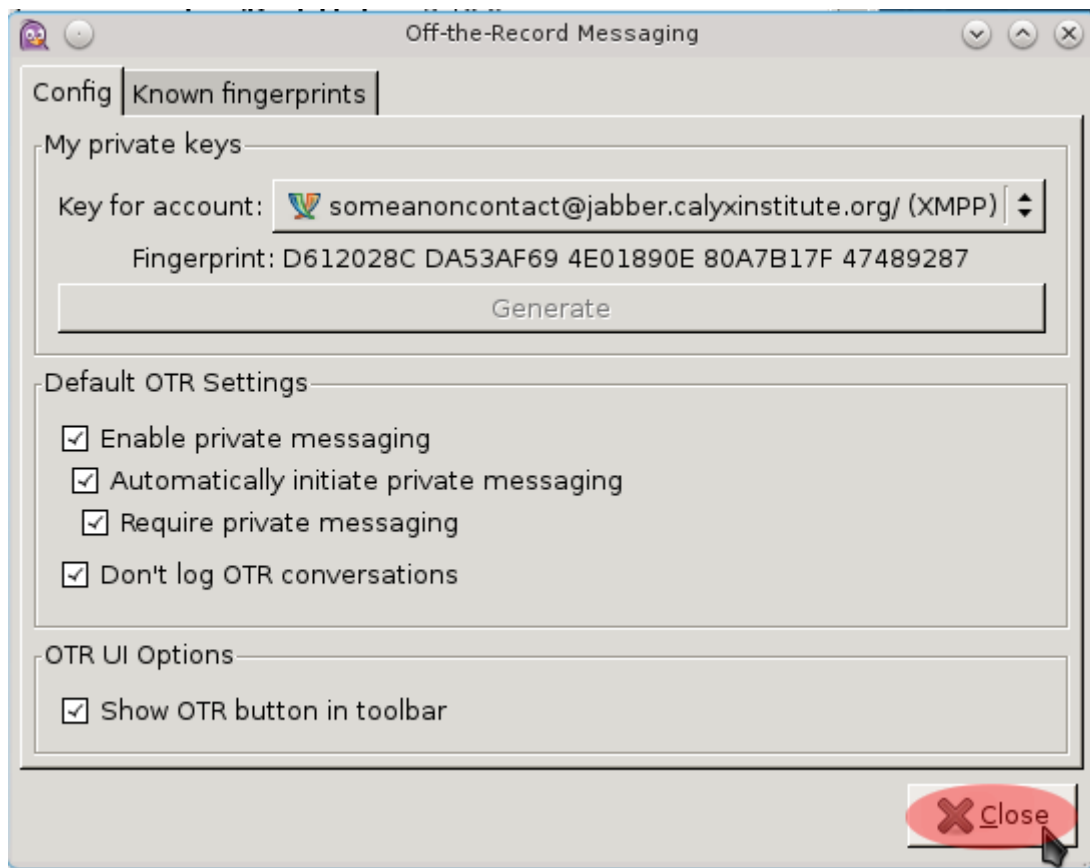 Off-the-Record Messaging
Config
Known fingerprints
My private keys
Key for account: someanoncontact@jabber.calyxinstitute.org/ (XMPP)
Fingerprint: D612028C DA53AF69 4E01890E 80A7B17F 47489287
Generate
Default OTR Settings
Enable private messaging
Automatically initiate private messaging
Require private messaging
Don't log OTR conversations
OTR UI Options
Show OTR button in toolbar
Close